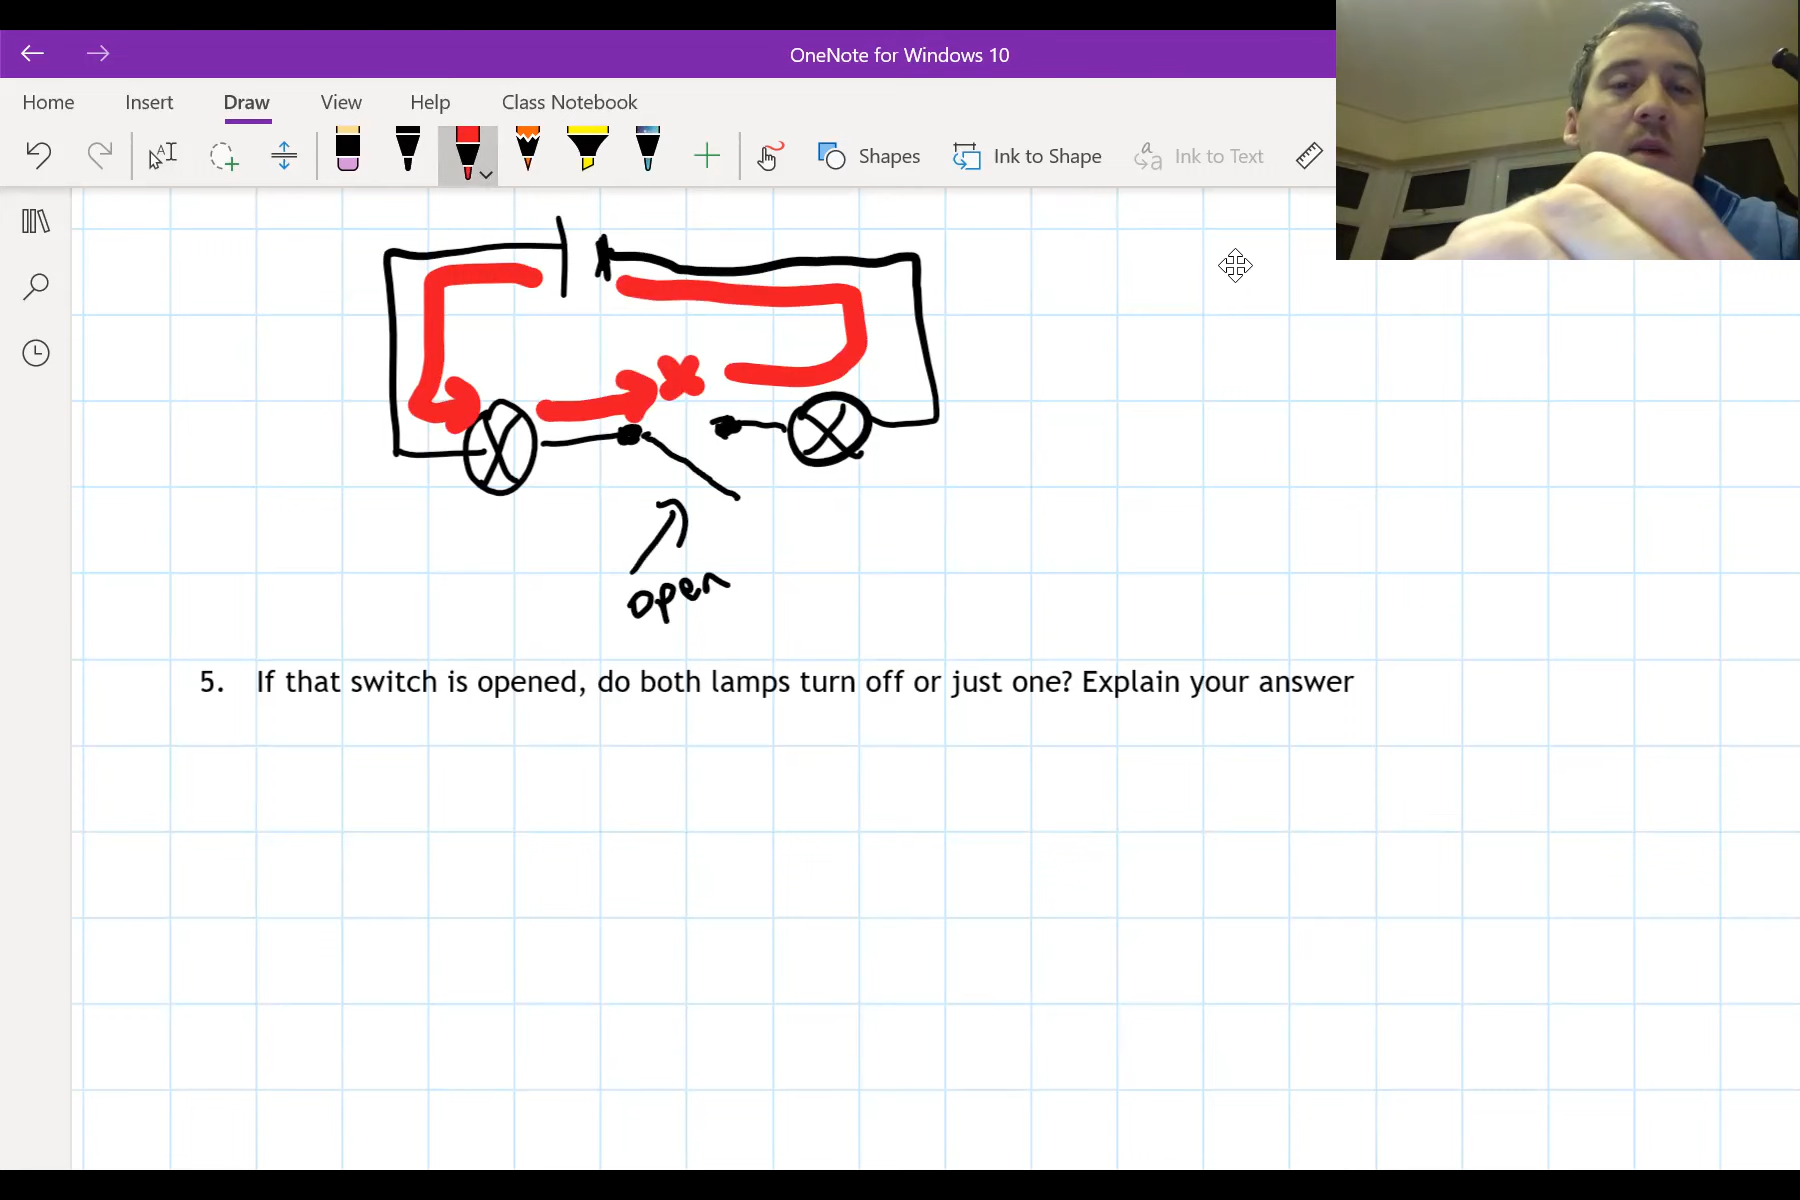 OneNote for Windows 10
Home Insert Draw View Help Class Notebook
Shapes Ink to Shape Ink to Text
open
5. If that switch is opened, do both lamps turn off or just one? Explain your answer